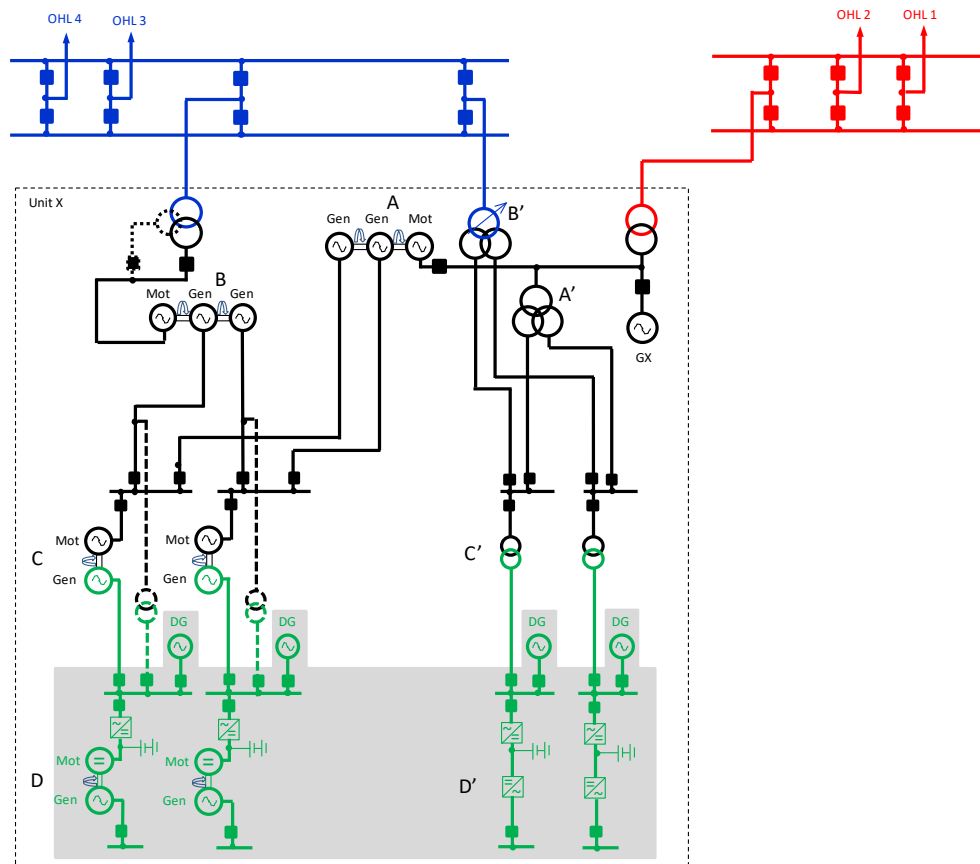 OHL 4
OHL 3
OHL 2
OHL 1
Unit X
A
Gen
Gen
Mot
B’
B
Mot
Gen
Gen
A’
GX
Mot
Mot
C
C’
Gen
Gen
DG
DG
DG
DG
Mot
Mot
D
D’
Gen
Gen